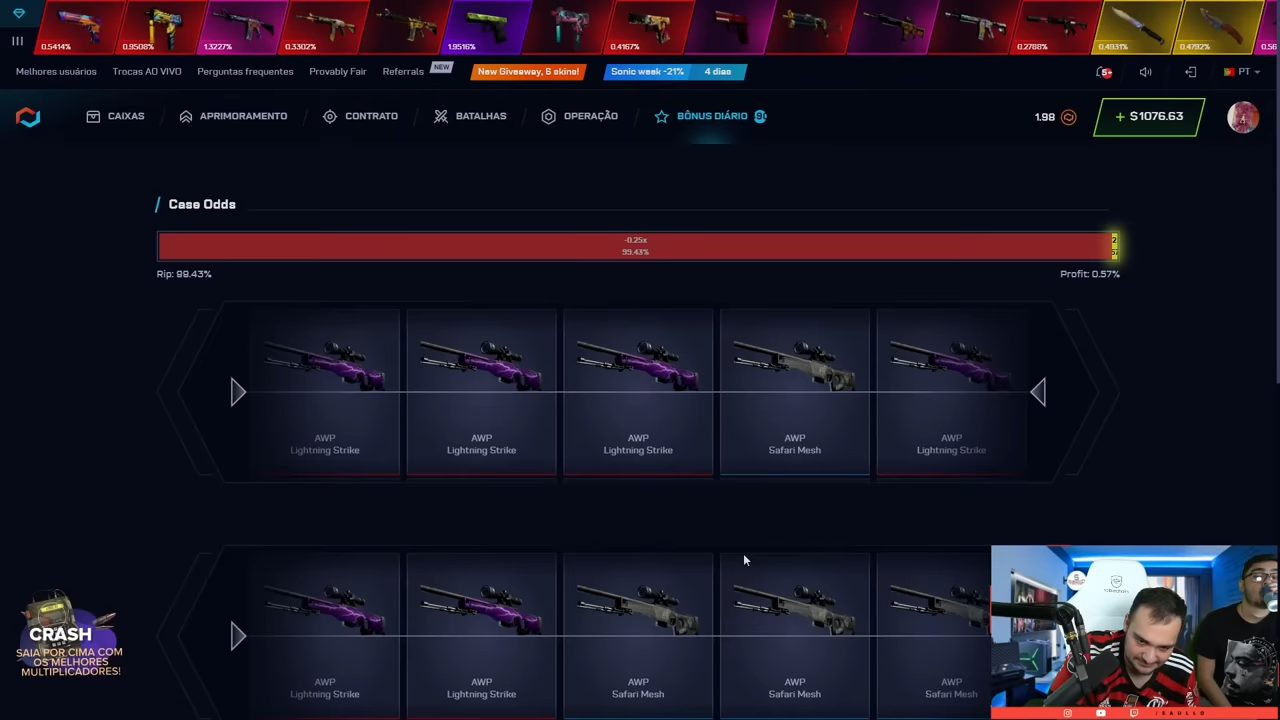 0.5414%
0.9508%
1.3227%
0.3302%
1.9516%
0.4167%
0.2788%
0.4931%
0.4792%
Melhores usuários
Trocas AO VIVO
Perguntas frequentes
Provably Fair
Referrals
NEW
New Giveaway, 6 skins!
Sonic week -21%
4 dias
5+
PT
CAIXAS
APRIMORAMENTO
CONTRATO
BATALHAS
OPERAÇÃO
BÔNUS DIÁRIO
1.98
+ $1076.63
Case Odds
-0.25x
99.43%
Rip: 99.43%
Profit: 0.57%
AWP
Lightning Strike
AWP
Lightning Strike
AWP
Lightning Strike
AWP
Safari Mesh
AWP
Lightning Strike
CRASH
SAIA POR CIMA COM
OS MELHORES
MULTIPLICADORES!
AWP
Lightning Strike
AWP
Lightning Strike
AWP
Safari Mesh
AWP
Safari Mesh
AWP
Safari Mesh